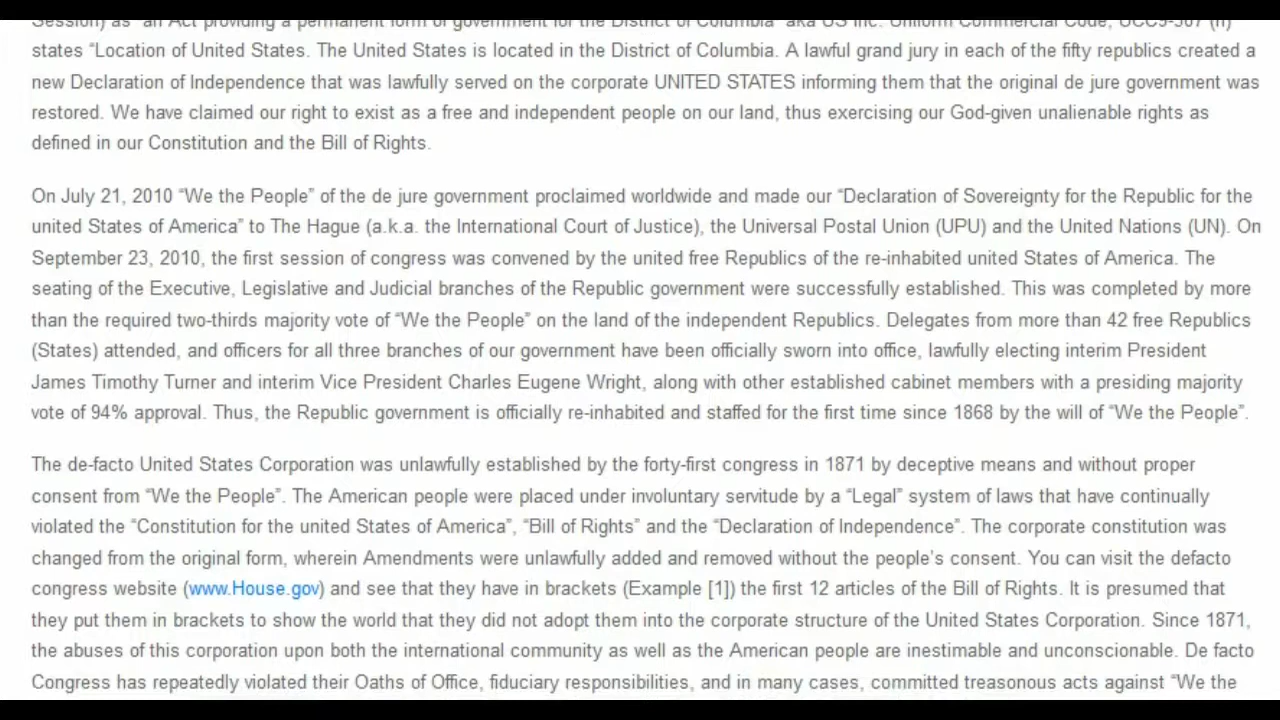 Session) as “an Act providing a permanent form of government for the District of Columbia” aka US Inc. Uniform Commercial Code, UCC9-307 (h)
states “Location of United States. The United States is located in the District of Columbia. A lawful grand jury in each of the fifty republics created a
new Declaration of Independence that was lawfully served on the corporate UNITED STATES informing them that the original de jure government was
restored. We have claimed our right to exist as a free and independent people on our land, thus exercising our God-given unalienable rights as
defined in our Constitution and the Bill of Rights.
On July 21, 2010 “We the People” of the de jure government proclaimed worldwide and made our “Declaration of Sovereignty for the Republic for the
united States of America” to The Hague (a.k.a. the International Court of Justice), the Universal Postal Union (UPU) and the United Nations (UN). On
September 23, 2010, the first session of congress was convened by the united free Republics of the re-inhabited united States of America. The
seating of the Executive, Legislative and Judicial branches of the Republic government were successfully established. This was completed by more
than the required two-thirds majority vote of “We the People” on the land of the independent Republics. Delegates from more than 42 free Republics
(States) attended, and officers for all three branches of our government have been officially sworn into office, lawfully electing interim President
James Timothy Turner and interim Vice President Charles Eugene Wright, along with other established cabinet members with a presiding majority
vote of 94% approval. Thus, the Republic government is officially re-inhabited and staffed for the first time since 1868 by the will of “We the People”.
The de-facto United States Corporation was unlawfully established by the forty-first congress in 1871 by deceptive means and without proper
consent from “We the People”. The American people were placed under involuntary servitude by a “Legal” system of laws that have continually
violated the “Constitution for the united States of America”, “Bill of Rights” and the “Declaration of Independence”. The corporate constitution was
changed from the original form, wherein Amendments were unlawfully added and removed without the people’s consent. You can visit the defacto
congress website (www.House.gov) and see that they have in brackets (Example [1]) the first 12 articles of the Bill of Rights. It is presumed that
they put them in brackets to show the world that they did not adopt them into the corporate structure of the United States Corporation. Since 1871,
the abuses of this corporation upon both the international community as well as the American people are inestimable and unconscionable. De facto
Congress has repeatedly violated their Oaths of Office, fiduciary responsibilities, and in many cases, committed treasonous acts against “We the